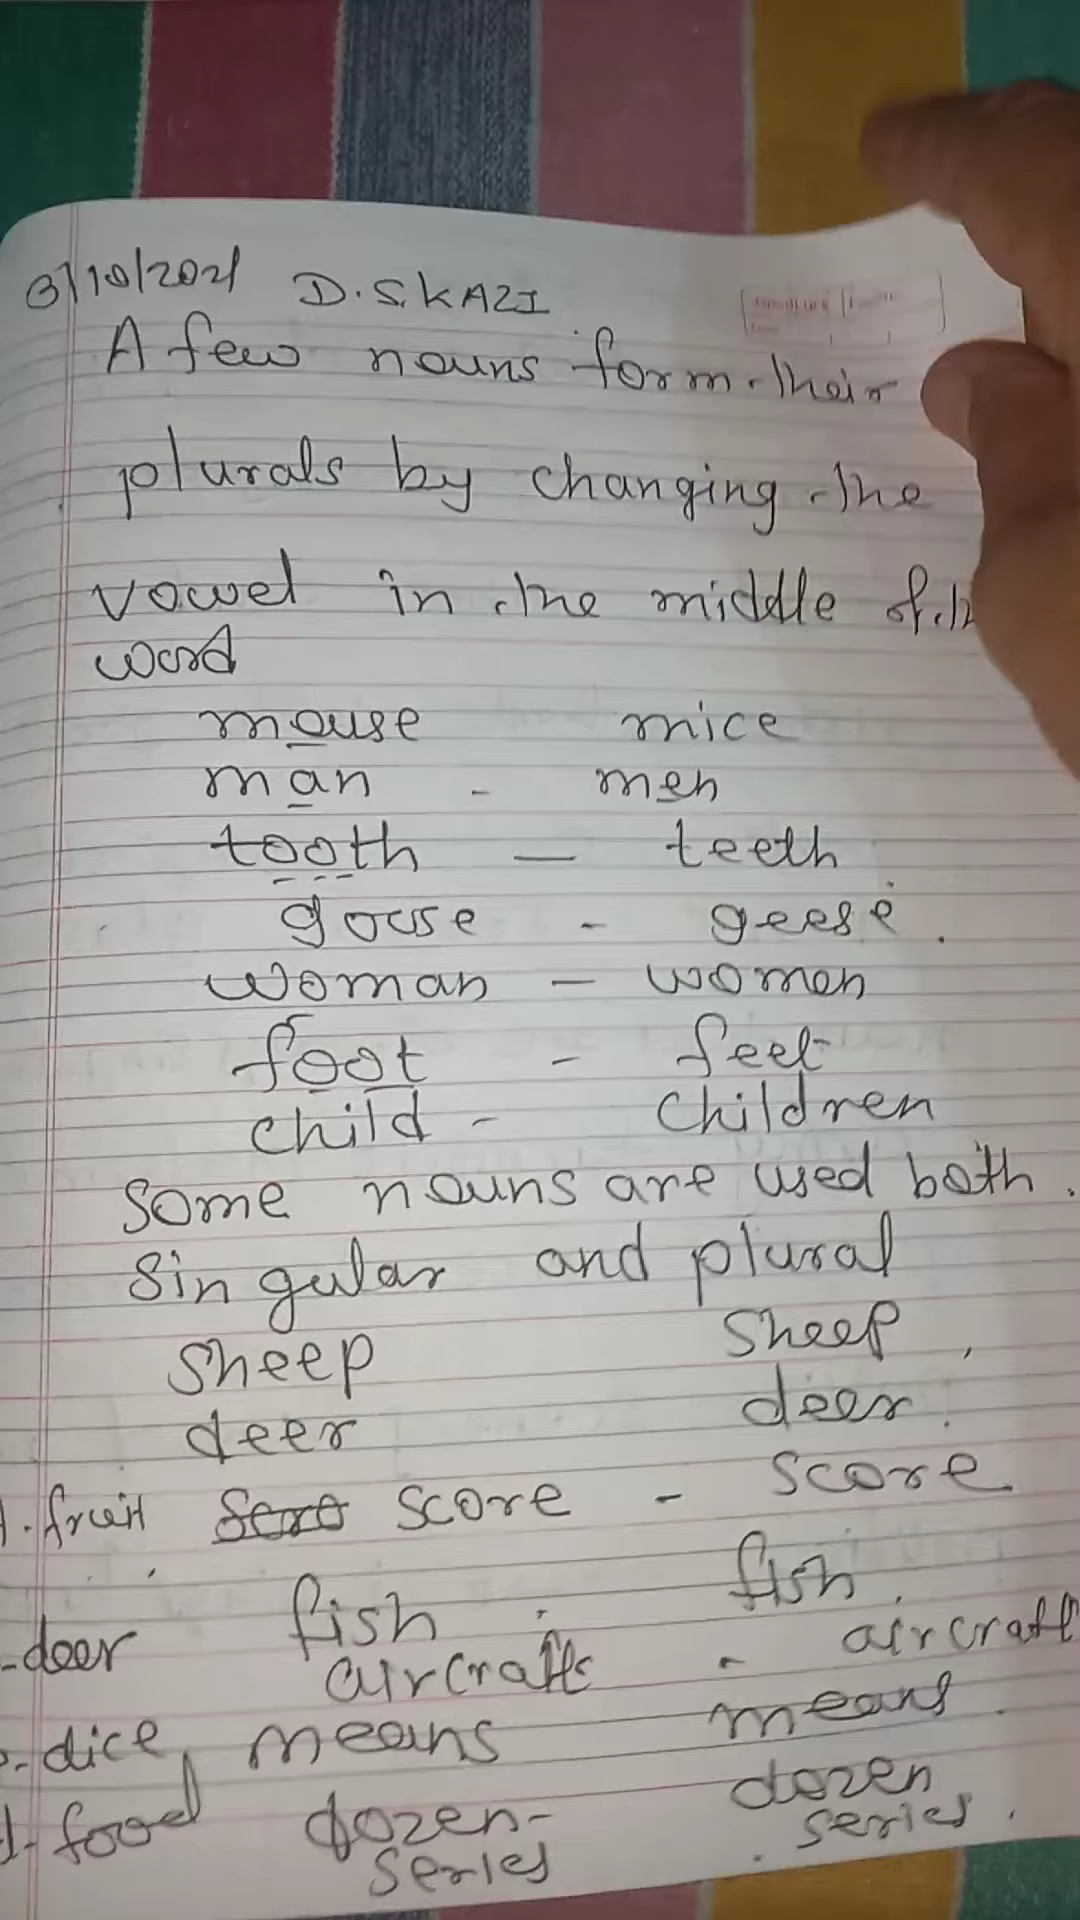 3/10/2021 D.S.KAZI
A few nouns form their
plurals by changing the
vowel in the middle of
word
mouse mice
man - men
tooth — teeth
gouse - geese.
woman - women
foot - feet
child - children
Some nouns are used both.
Singular and plural
sheep sheep,
deer deer.
1. fruit score - score
fish fish.
-deer
aircraft - aircraft
-dice, means means.
food dozen- dozen
series series.